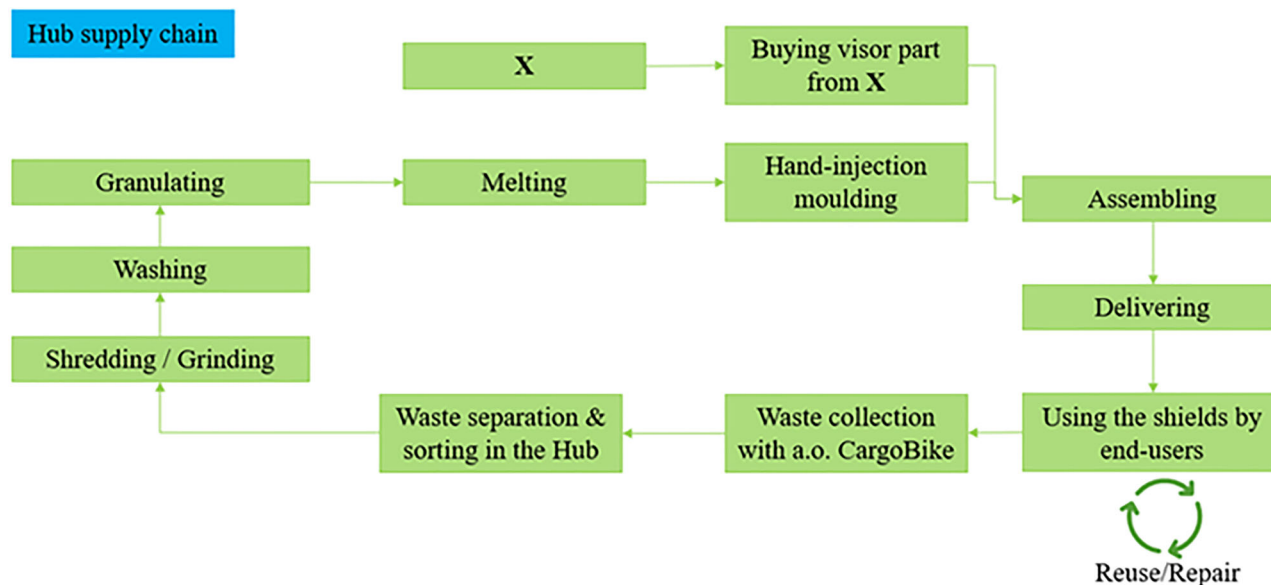 Hub supply chain
X
Buying visor part
from X
Granulating
Melting
Hand-injection
moulding
Assembling
Washing
Delivering
Shredding / Grinding
Waste separation &
sorting in the Hub
Waste collection
with a.o. CargoBike
Using the shields by
end-users
Reuse/Repair